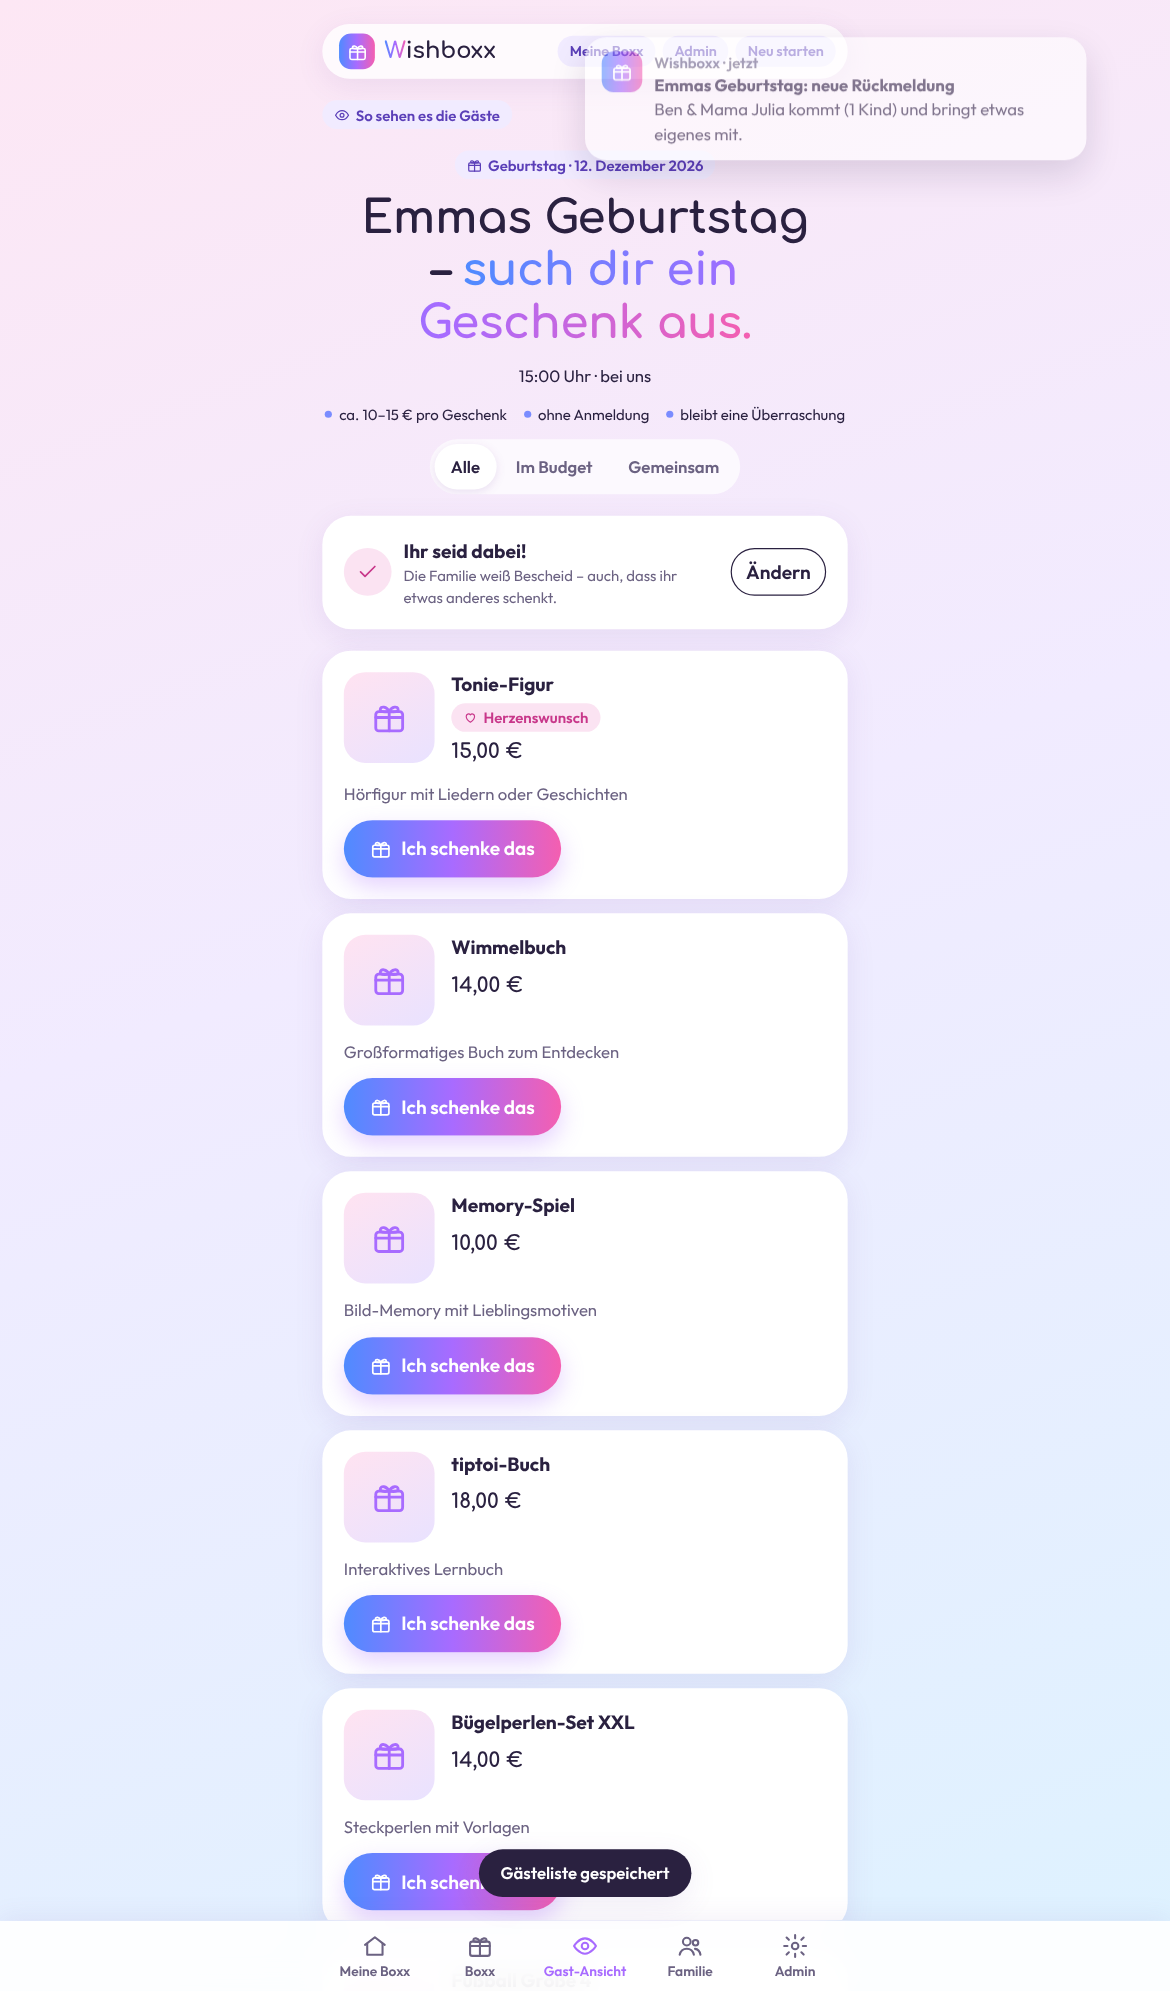 Wishboxx
Meine Boxx
Admin
Neu starten
Wishboxx · jetzt
Emmas Geburtstag: neue Rückmeldung
Ben & Mama Julia kommt (1 Kind) und bringt etwas
eigenes mit.
So sehen es die Gäste
Geburtstag · 12. Dezember 2026
Emmas Geburtstag
– such dir ein
Geschenk aus.
15:00 Uhr · bei uns
ca. 10–15 € pro Geschenk
ohne Anmeldung
bleibt eine Überraschung
Alle
Im Budget
Gemeinsam
Ihr seid dabei!
Die Familie weiß Bescheid – auch, dass ihr
etwas anderes schenkt.
Ändern
Tonie-Figur
Herzenswunsch
15,00 €
Hörfigur mit Liedern oder Geschichten
Ich schenke das
Wimmelbuch
14,00 €
Großformatiges Buch zum Entdecken
Ich schenke das
Memory-Spiel
10,00 €
Bild-Memory mit Lieblingsmotiven
Ich schenke das
tiptoi-Buch
18,00 €
Interaktives Lernbuch
Ich schenke das
Bügelperlen-Set XXL
14,00 €
Steckperlen mit Vorlagen
Ich schen
Gästeliste gespeichert
Meine Boxx
Boxx
Gast-Ansicht
Familie
Admin